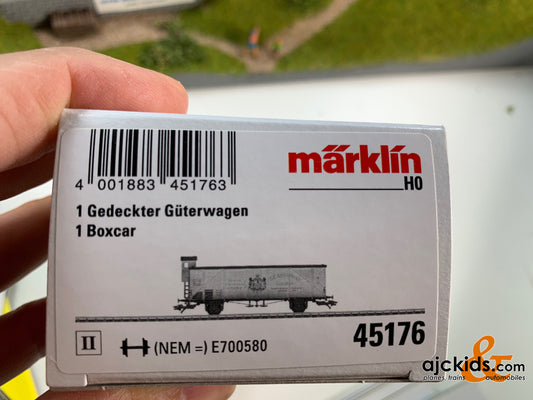 märklin
H0
4 001883 451763
1 Gedeckter Güterwagen
1 Boxcar
II
(NEM =) E700580
45176
ajckids.com
planes, trains & automobiles